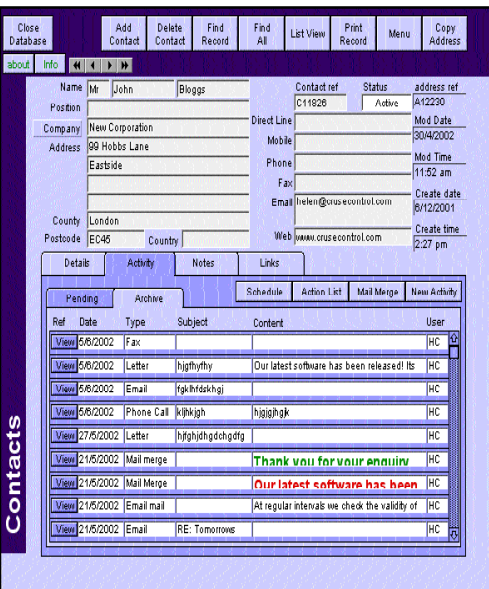 Close Database
Add Contact
Delete Contact
Find Record
Find All
List View
Print Record
Menu
Copy Address
about
Info
Name Mr John Bloggs
Contact ref
C11826
Status
Active
address ref
A12230
Position
Company New Corporation
Address 99 Hobbs Lane
Eastside
County London
Postcode EC45 Country
Direct Line
Mobile
Phone
Fax
Email helen@crusecontrol.com
Web www.crusecontrol.com
Mod Date
30/4/2002
Mod Time
11:52 am
Create date
6/12/2001
Create time
2:27 pm
Details Activity Notes Links
Pending Archive Schedule Action List Mail Merge New Activity
Ref Date Type Subject Content User
View 5/6/2002 Fax HC
View 5/6/2002 Letter hjgfhyfhy Our latest software has been released! Its HC
View 5/6/2002 Email fgklhfdskhgj HC
View 5/6/2002 Phone Call kljhkjgh hjgjgjhgjk HC
View 27/5/2002 Letter hjfghjdhgdchgdfg HC
View 21/5/2002 Mail merge Thank you for your enquiry HC
View 21/5/2002 Mail Merge Our latest software has been HC
View 21/5/2002 Email mail At regular intervals we check the validity of HC
View 21/5/2002 Email RE: Tomorrows HC
Contacts